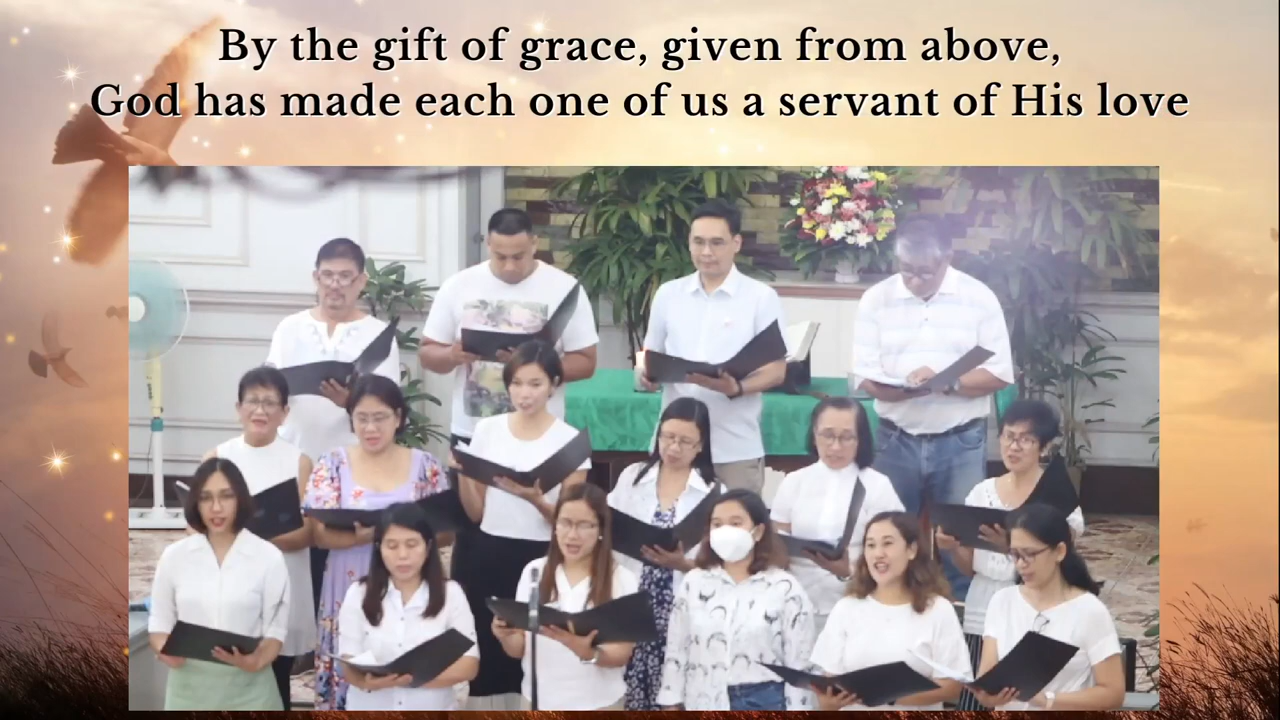 By the gift of grace, given from above,
God has made each one of us a servant of His love